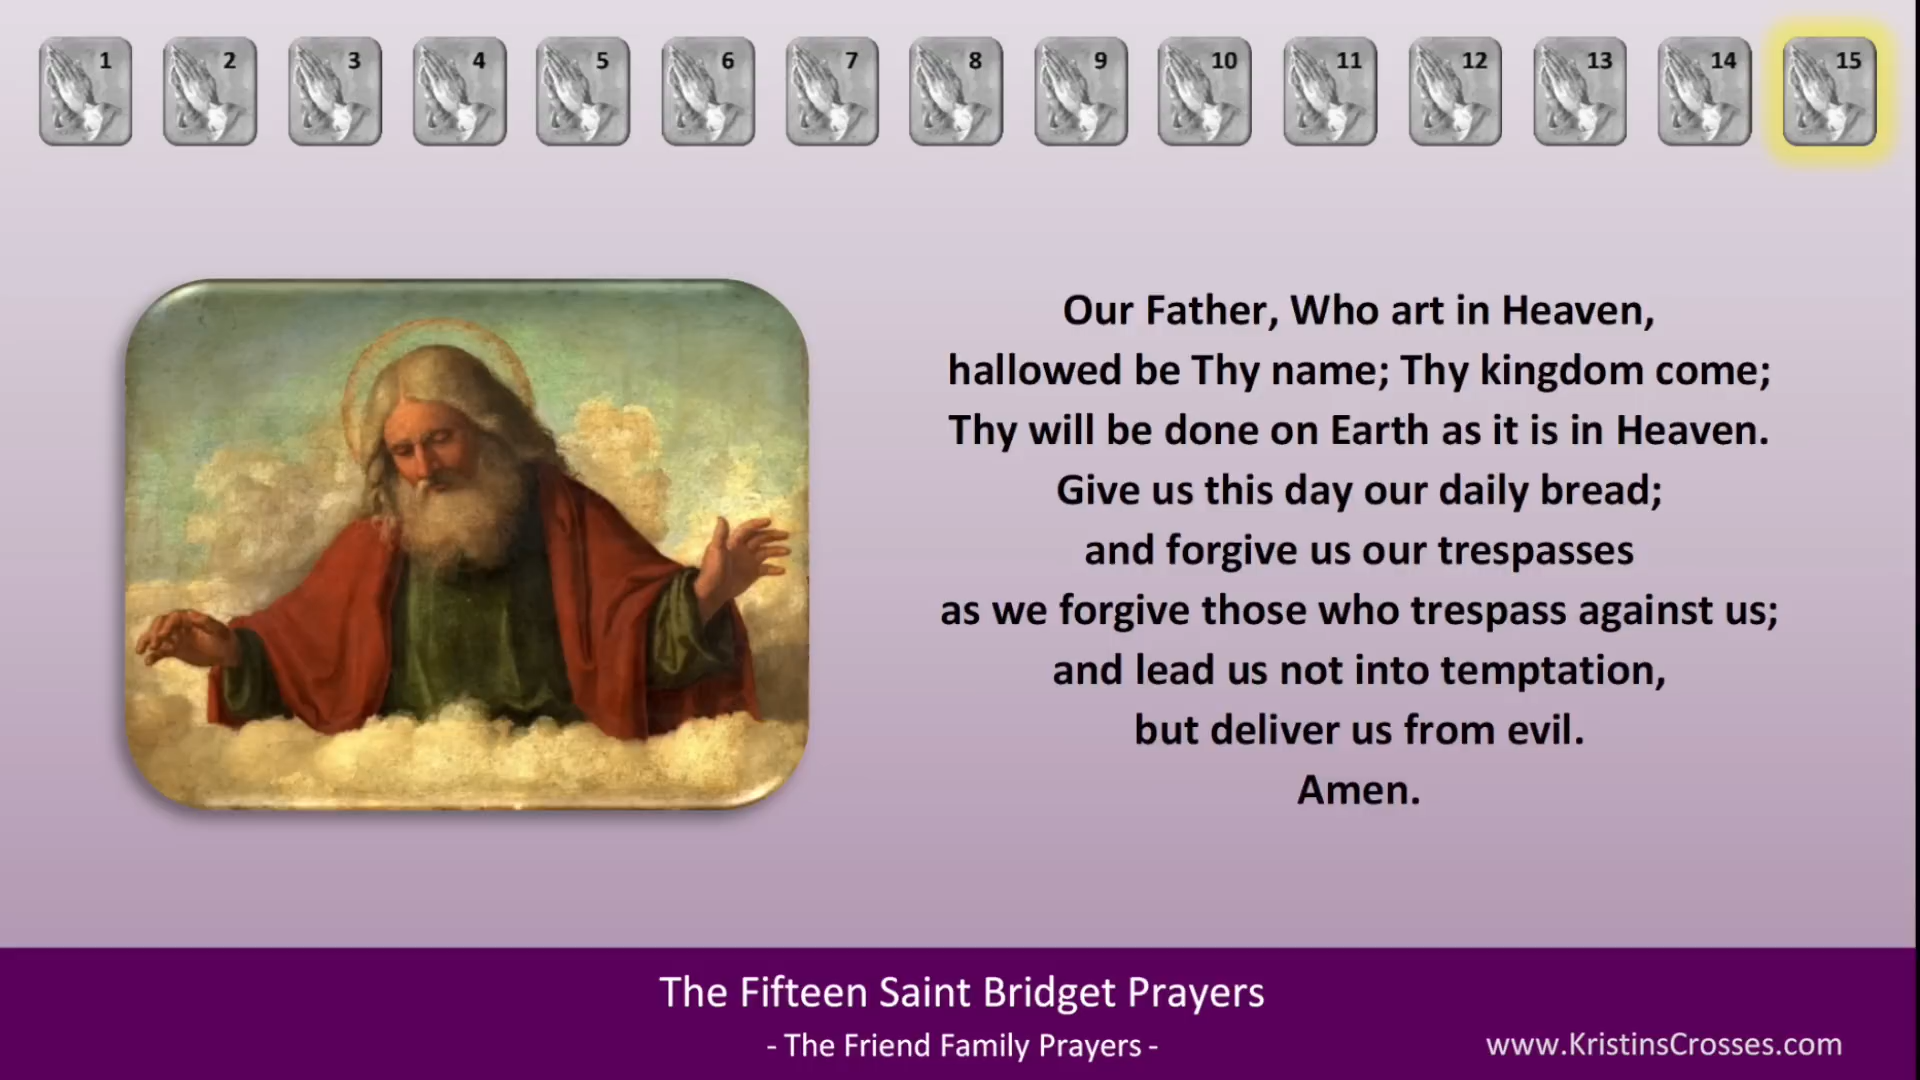 1 2 3 4 5 6 7 8 9 10 11 12 13 14 15
Our Father, Who art in Heaven,
hallowed be Thy name; Thy kingdom come;
Thy will be done on Earth as it is in Heaven.
Give us this day our daily bread;
and forgive us our trespasses
as we forgive those who trespass against us;
and lead us not into temptation,
but deliver us from evil.
Amen.
The Fifteen Saint Bridget Prayers
- The Friend Family Prayers -
www.KristinsCrosses.com